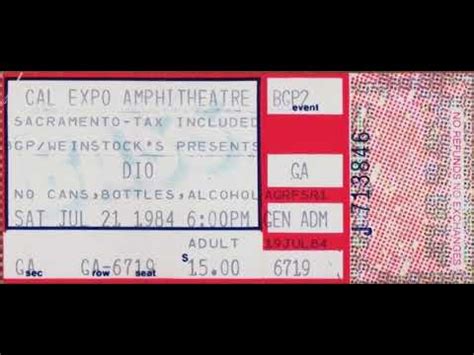 CAL EXPO AMPHITHEATRE
SACRAMENTO-TAX INCLUDED
BGP/WEINSTOCK'S PRESENTS
DIO
NO CANS,BOTTLES,ALCOHOL
SAT JUL 21 1984 6:00PM
ADULT
GA sec GA-6719 row seat $15.00
BGP7 event
GA
AGRFSR1
GEN ADM
19JUL84
6719
J 713846
NO REFUNDS NO EXCHANGES